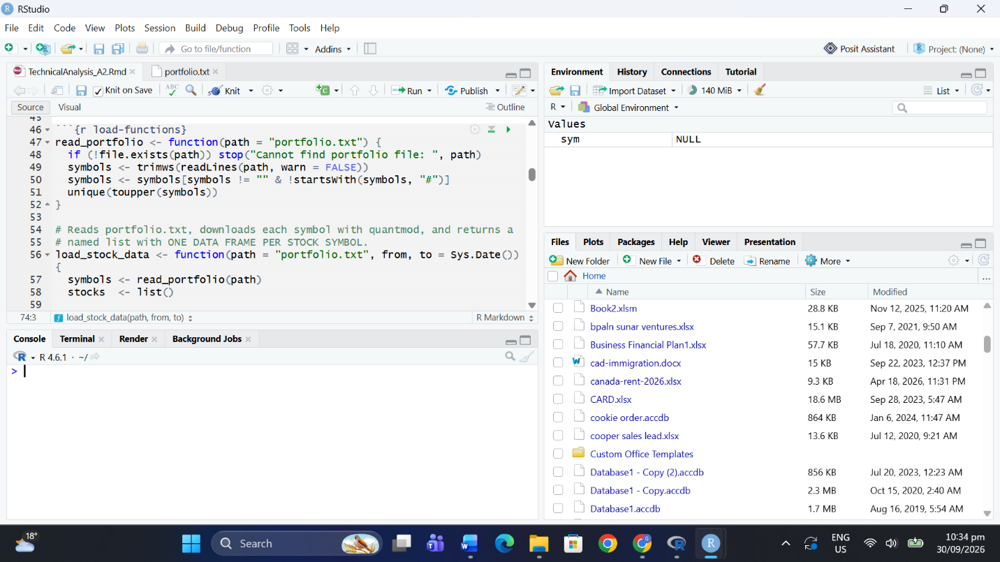 RStudio
File Edit Code View Plots Session Build Debug Profile Tools Help
Go to file/function Addins Posit Assistant Project: (None)
TechnicalAnalysis_A2.Rmd portfolio.txt
Knit on Save ABC Knit Run Publish
Source Visual Outline
45
46 ```{r load-functions}
47 read_portfolio <- function(path = "portfolio.txt") {
48 if (!file.exists(path)) stop("Cannot find portfolio file: ", path)
49 symbols <- trimws(readLines(path, warn = FALSE))
50 symbols <- symbols[symbols != "" & !startsWith(symbols, "#")]
51 unique(toupper(symbols))
52 }
53
54 # Reads portfolio.txt, downloads each symbol with quantmod, and returns a
55 # named list with ONE DATA FRAME PER STOCK SYMBOL.
56 load_stock_data <- function(path = "portfolio.txt", from, to = Sys.Date())
{
57 symbols <- read_portfolio(path)
58 stocks <- list()
59
74:3 load_stock_data(path, from, to) R Markdown
Console Terminal Render Background Jobs
R 4.6.1 · ~/
>
Environment History Connections Tutorial
Import Dataset 140 MiB List
R Global Environment
Values
sym NULL
Files Plots Packages Help Viewer Presentation
New Folder New File Delete Rename More
Home ...
Name Size Modified
Book2.xlsm 28.8 KB Nov 12, 2025, 11:20 AM
bpaln sunar ventures.xlsx 15.1 KB Sep 7, 2021, 9:50 AM
Business Financial Plan1.xlsx 57.7 KB Jul 18, 2020, 11:10 AM
cad-immigration.docx 15 KB Sep 22, 2023, 12:37 PM
canada-rent-2026.xlsx 9.3 KB Apr 18, 2026, 11:31 PM
CARD.xlsx 18.6 MB Sep 28, 2023, 5:47 AM
cookie order.accdb 864 KB Jan 6, 2024, 11:47 AM
cooper sales lead.xlsx 13.6 KB Jul 12, 2020, 9:21 AM
Custom Office Templates
Database1 - Copy (2).accdb 856 KB Jul 20, 2023, 12:23 AM
Database1 - Copy.accdb 2.3 MB Oct 15, 2020, 2:40 AM
Database1.accdb 1.7 MB Aug 16, 2019, 5:54 AM
18° Search ENG US 10:34 pm
30/09/2026